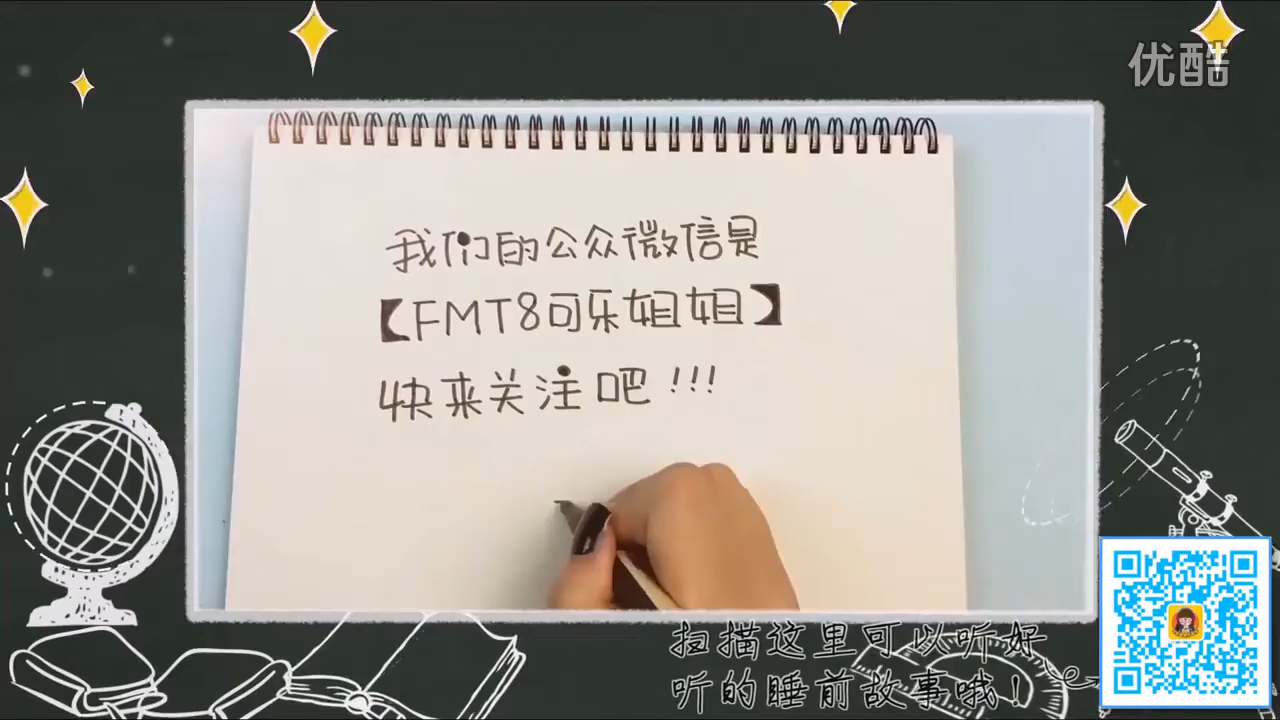 优酷
我们的公众微信是
【FMT8可乐姐姐】
快来关注吧!!!
扫描这里可以听好
听的睡前故事哦!